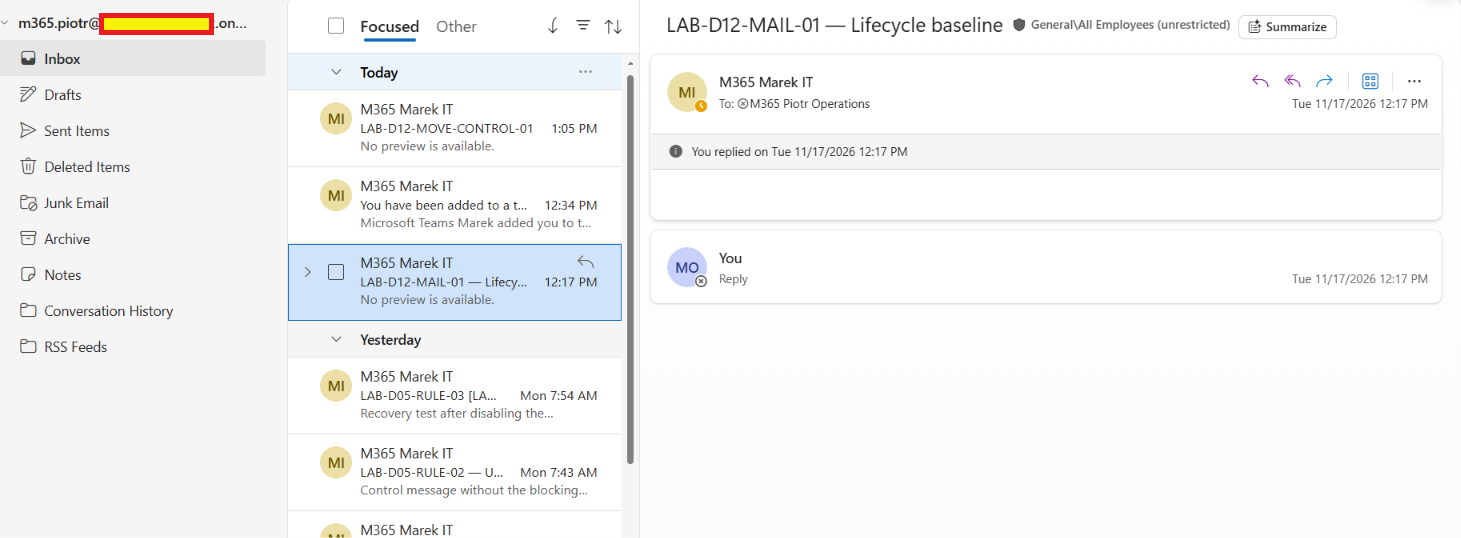 m365.piotr@ .on...
Inbox
Drafts
Sent Items
Deleted Items
Junk Email
Archive
Notes
Conversation History
RSS Feeds
Focused Other
Today
MI
M365 Marek IT
LAB-D12-MOVE-CONTROL-01 1:05 PM
No preview is available.
MI
M365 Marek IT
You have been added to a t... 12:34 PM
Microsoft Teams Marek added you to t...
M365 Marek IT
LAB-D12-MAIL-01 — Lifecy... 12:17 PM
No preview is available.
Yesterday
MI
M365 Marek IT
LAB-D05-RULE-03 [LA... Mon 7:54 AM
Recovery test after disabling the...
MI
M365 Marek IT
LAB-D05-RULE-02 — U... Mon 7:43 AM
Control message without the blocking...
MI
M365 Marek IT
LAB-D12-MAIL-01 — Lifecycle baseline General\All Employees (unrestricted) Summarize
MI
M365 Marek IT
To: M365 Piotr Operations
Tue 11/17/2026 12:17 PM
You replied on Tue 11/17/2026 12:17 PM
MO
You
Reply
Tue 11/17/2026 12:17 PM